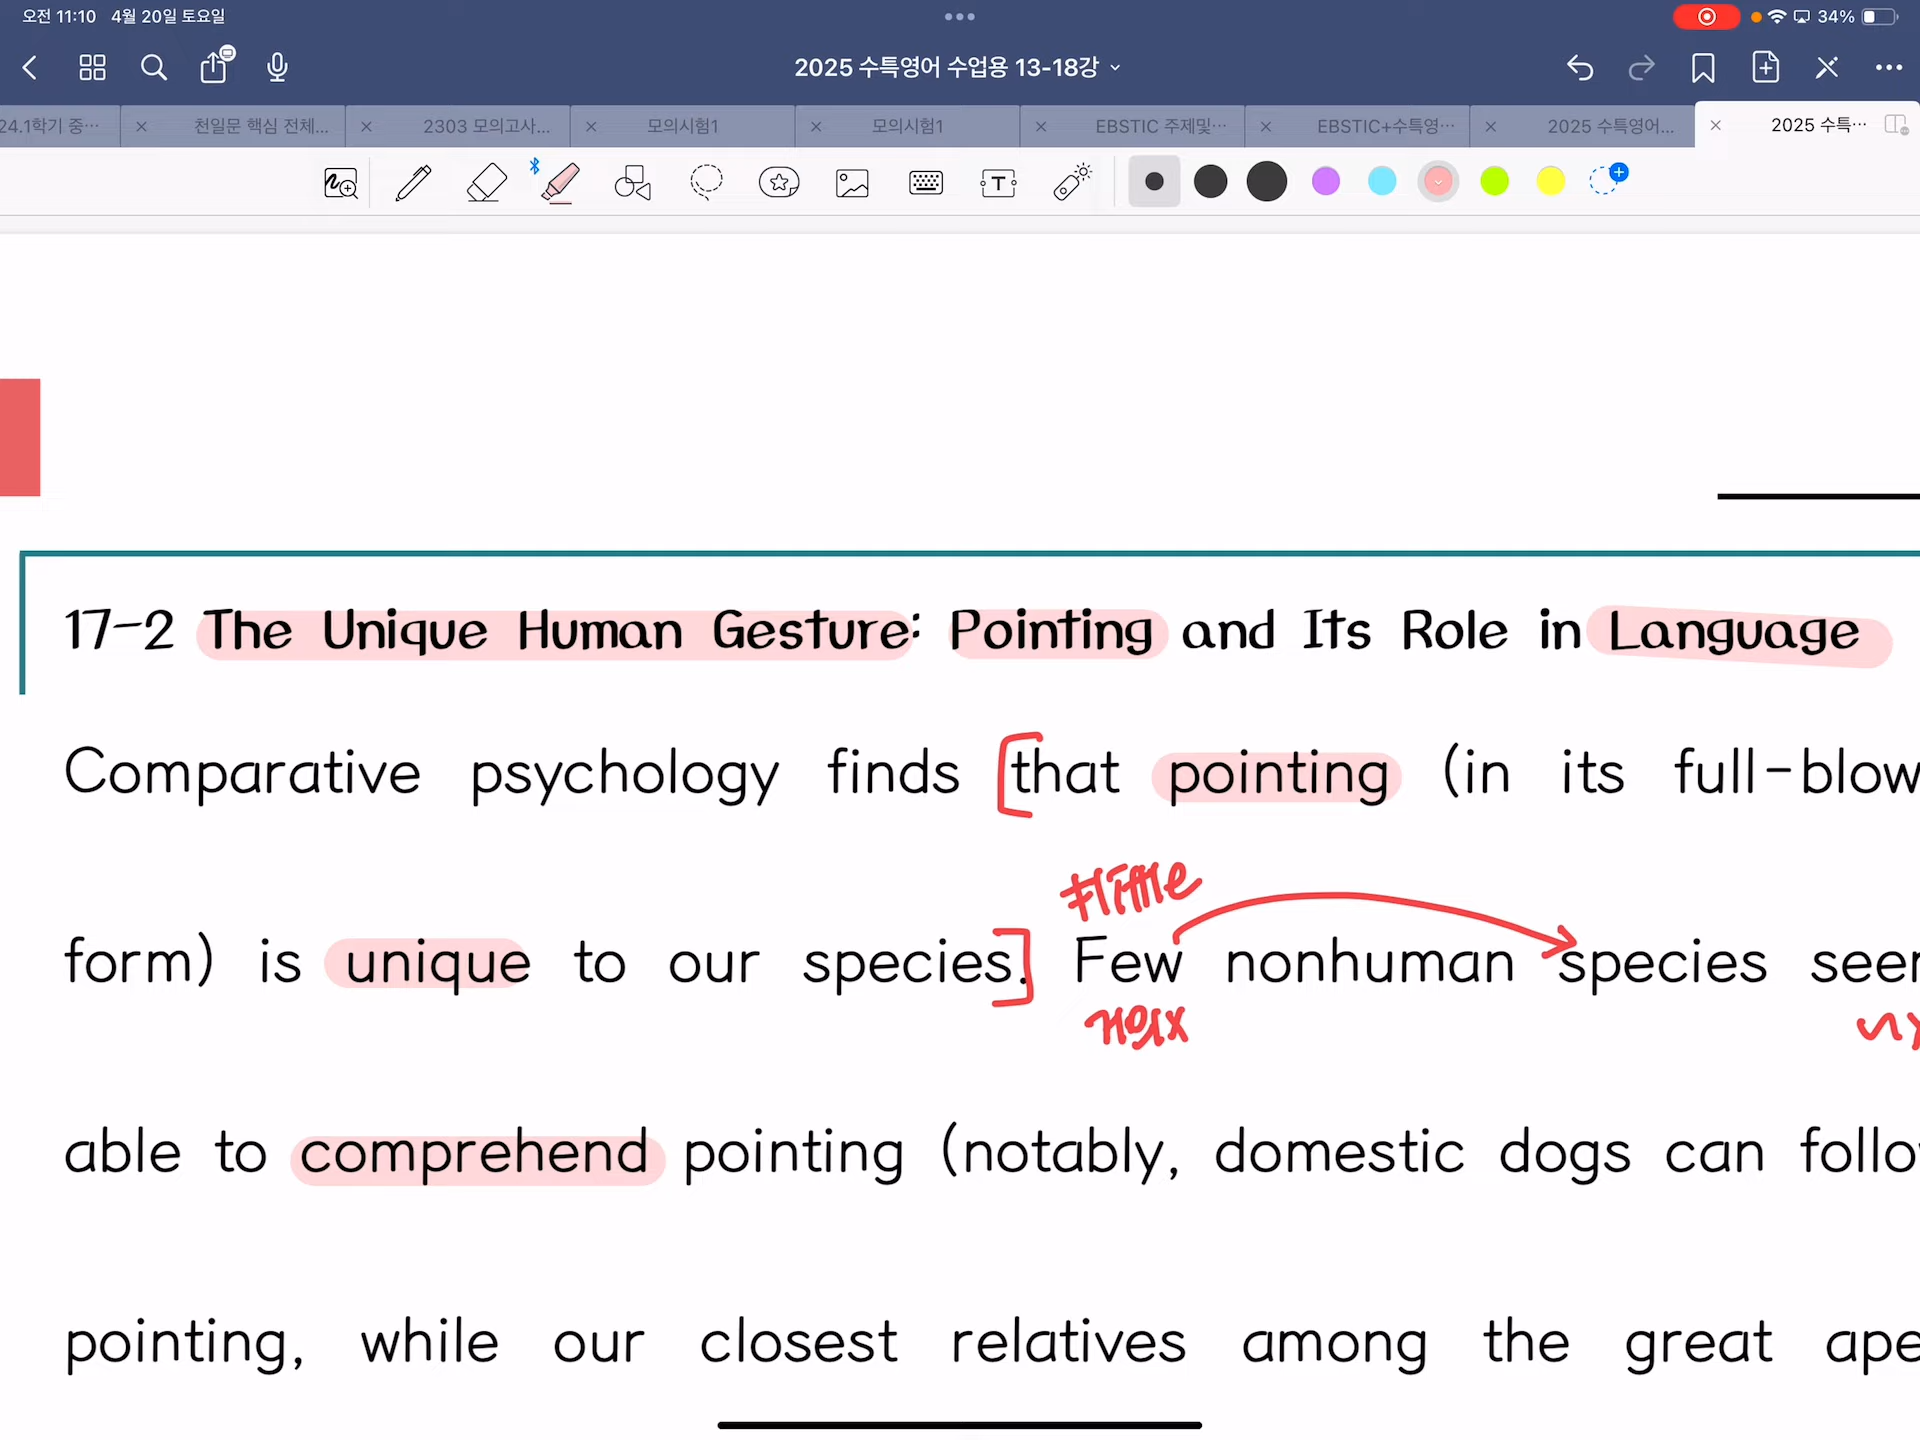 오전 11:10 4월 20일 토요일
34%
2025 수특영어 수업용 13-18강
24.1학기 중…
천일문 핵심 전체...
2303 모의고사...
모의시험1
모의시험1
EBSTIC 주제및…
EBSTIC+수특영…
2025 수특영어...
2025 수특…
17-2 The Unique Human Gesture: Pointing and Its Role in Language
Comparative psychology finds [that pointing (in its full-blow
≠little
form) is unique to our species.] Few nonhuman species seem
able to comprehend pointing (notably, domestic dogs can follo
pointing, while our closest relatives among the great ape